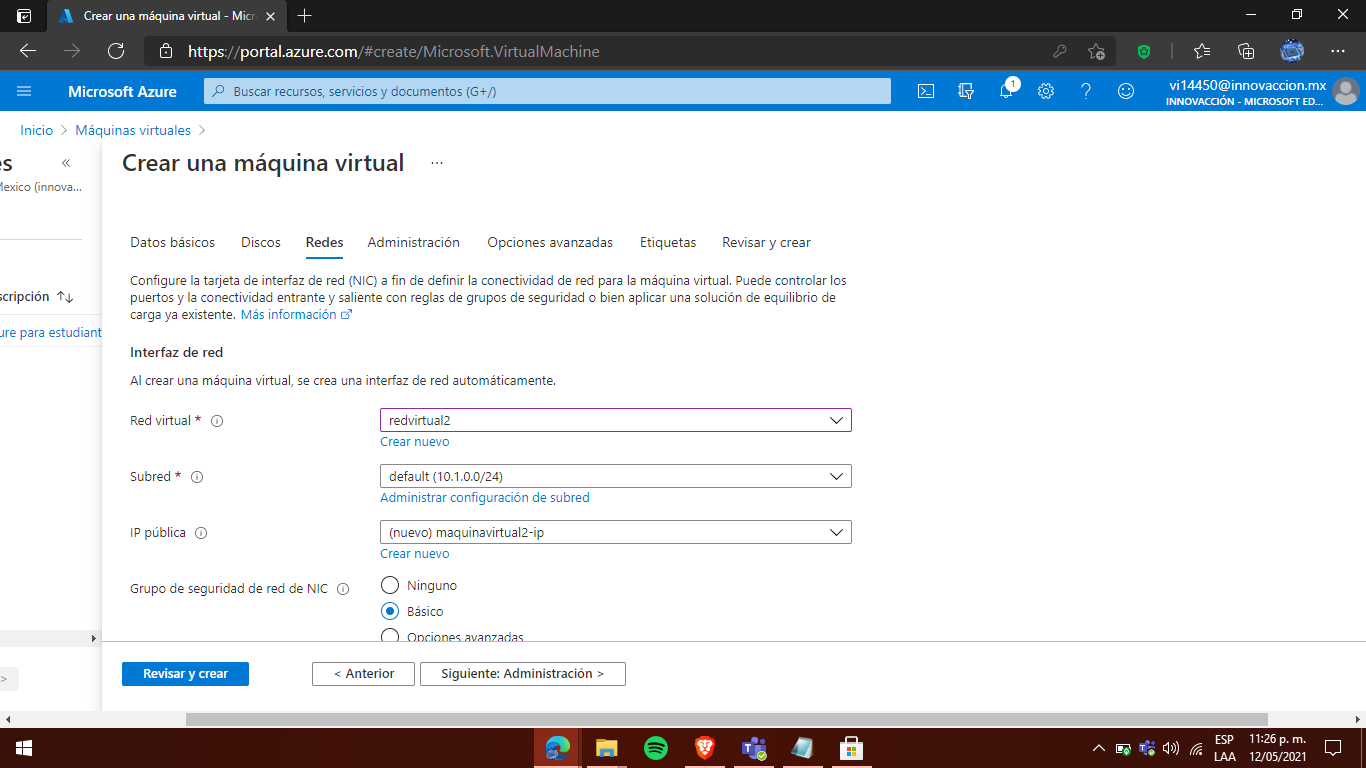 Crear una máquina virtual - Micr
https://portal.azure.com/#create/Microsoft.VirtualMachine
Microsoft Azure
Buscar recursos, servicios y documentos (G+/)
1
vi14450@innovaccion.mx
INNOVACCIÓN - MICROSOFT ED...
Inicio > Máquinas virtuales >
es
«
Mexico (innova...
scripción ↑↓
ure para estudiant
>
Crear una máquina virtual ...
Datos básicos Discos Redes Administración Opciones avanzadas Etiquetas Revisar y crear
Configure la tarjeta de interfaz de red (NIC) a fin de definir la conectividad de red para la máquina virtual. Puede controlar los
puertos y la conectividad entrante y saliente con reglas de grupos de seguridad o bien aplicar una solución de equilibrio de
carga ya existente. Más información
Interfaz de red
Al crear una máquina virtual, se crea una interfaz de red automáticamente.
Red virtual *
redvirtual2
Crear nuevo
Subred *
default (10.1.0.0/24)
Administrar configuración de subred
IP pública
(nuevo) maquinavirtual2-ip
Crear nuevo
Grupo de seguridad de red de NIC
Ninguno
Básico
Opciones avanzadas
Revisar y crear
< Anterior
Siguiente: Administración >
ESP
LAA
11:26 p. m.
12/05/2021